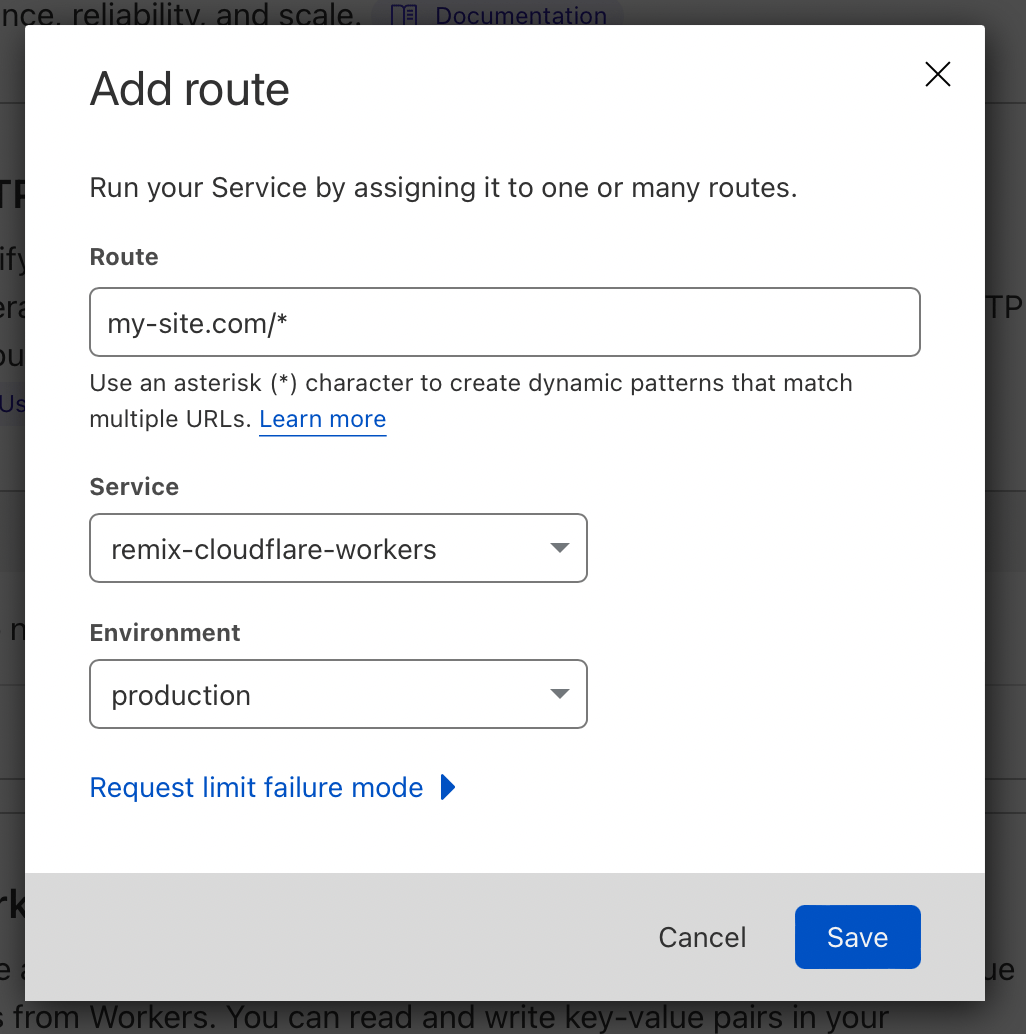 nce, reliability, and scale. Documentation
Add route
Run your Service by assigning it to one or many routes.
Route
my-site.com/*
Use an asterisk (*) character to create dynamic patterns that match
multiple URLs. Learn more
Service
remix-cloudflare-workers
Environment
production
Request limit failure mode
Cancel
Save
s from Workers. You can read and write key-value pairs in your